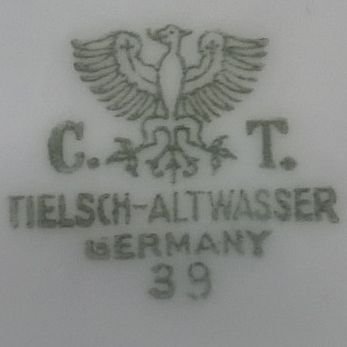 C. T.
TIELSCH-ALTWASSER
GERMANY
39